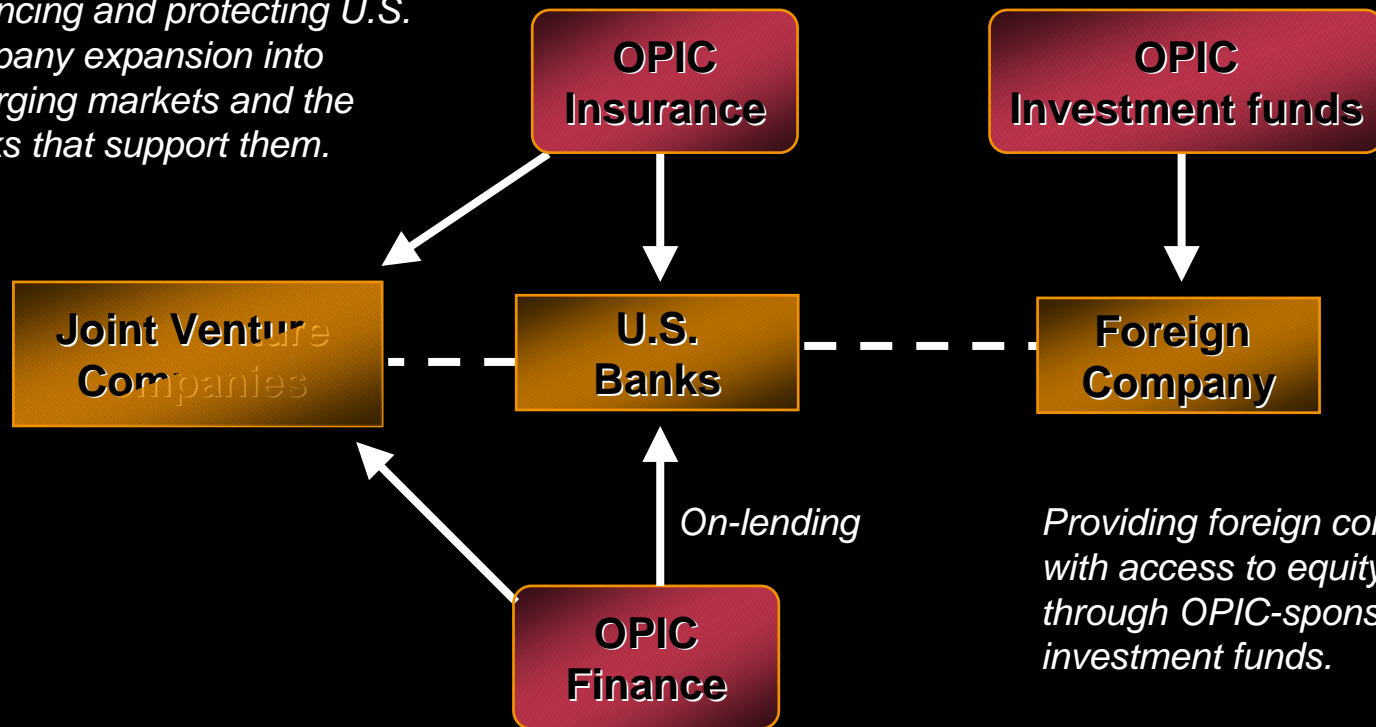 ncing and protecting U.S.
pany expansion into
rging markets and the
ks that support them.
OPIC
Insurance
OPIC
Investment funds
Joint Venture
Companies
U.S.
Banks
Foreign
Company
On-lending
Providing foreign
with access to equity
through OPIC-spons
investment funds.
OPIC
Finance